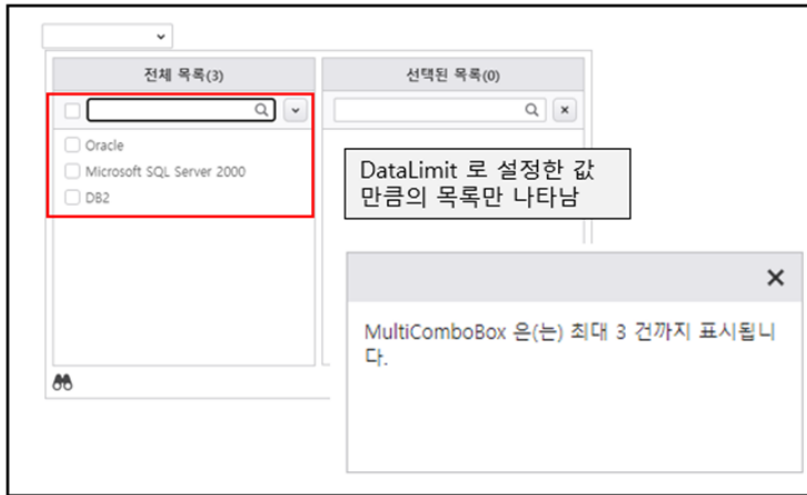 전체 목록(3)
선택된 목록(0)
Oracle
Microsoft SQL Server 2000
DB2
DataLimit 로 설정한 값
만큼의 목록만 나타남
MultiComboBox 은(는) 최대 3 건까지 표시됩니
다.